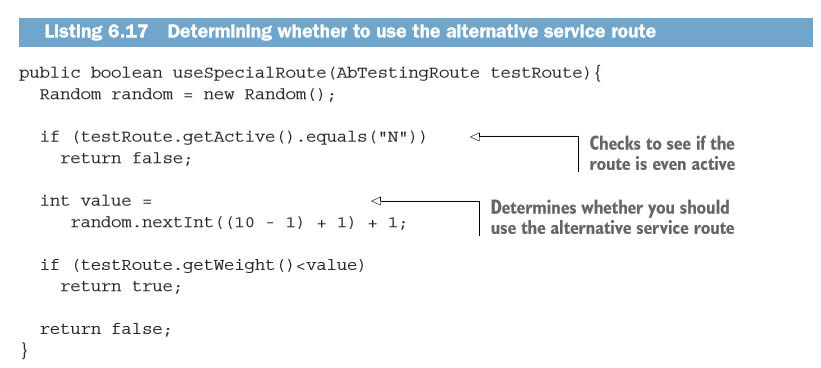 Listing 6.17 Determining whether to use the alternative service route
public boolean useSpecialRoute(AbTestingRoute testRoute){
Random random = new Random();
if (testRoute.getActive().equals("N"))
return false;
Checks to see if the
route is even active
int value =
random.nextInt((10 - 1) + 1) + 1;
Determines whether you should
use the alternative service route
if (testRoute.getWeight()<value)
return true;
return false;
}